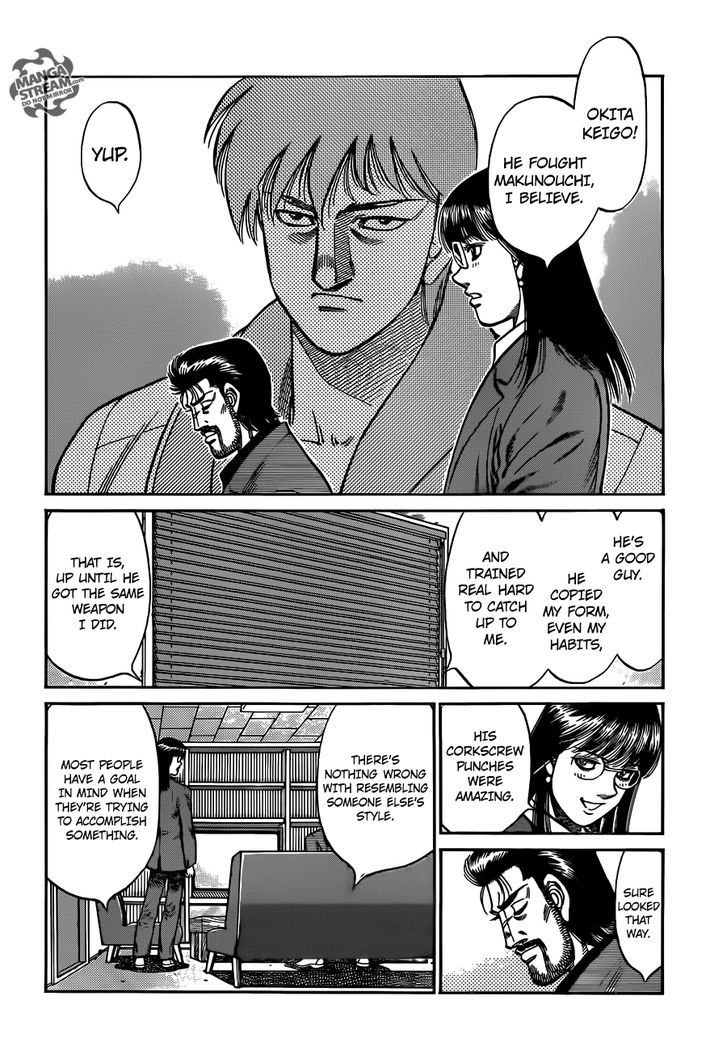 MANGA
STREAM.com
DO NOT MIRROR
OKITA
KEIGO!
HE FOUGHT
MAKUNOUCHI,
I BELIEVE.
YUP.
HE'S
A GOOD
GUY.
HE
COPIED
MY FORM,
EVEN MY
HABITS,
AND
TRAINED
REAL HARD
TO CATCH
UP TO
ME.
THAT IS,
UP UNTIL HE
GOT THE SAME
WEAPON
I DID.
HIS
CORKSCREW
PUNCHES
WERE
AMAZING.
SURE
LOOKED
THAT
WAY.
THERE'S
NOTHING WRONG
WITH RESEMBLING
SOMEONE ELSE'S
STYLE.
MOST PEOPLE
HAVE A GOAL
IN MIND WHEN
THEY'RE TRYING
TO ACCOMPLISH
SOMETHING.